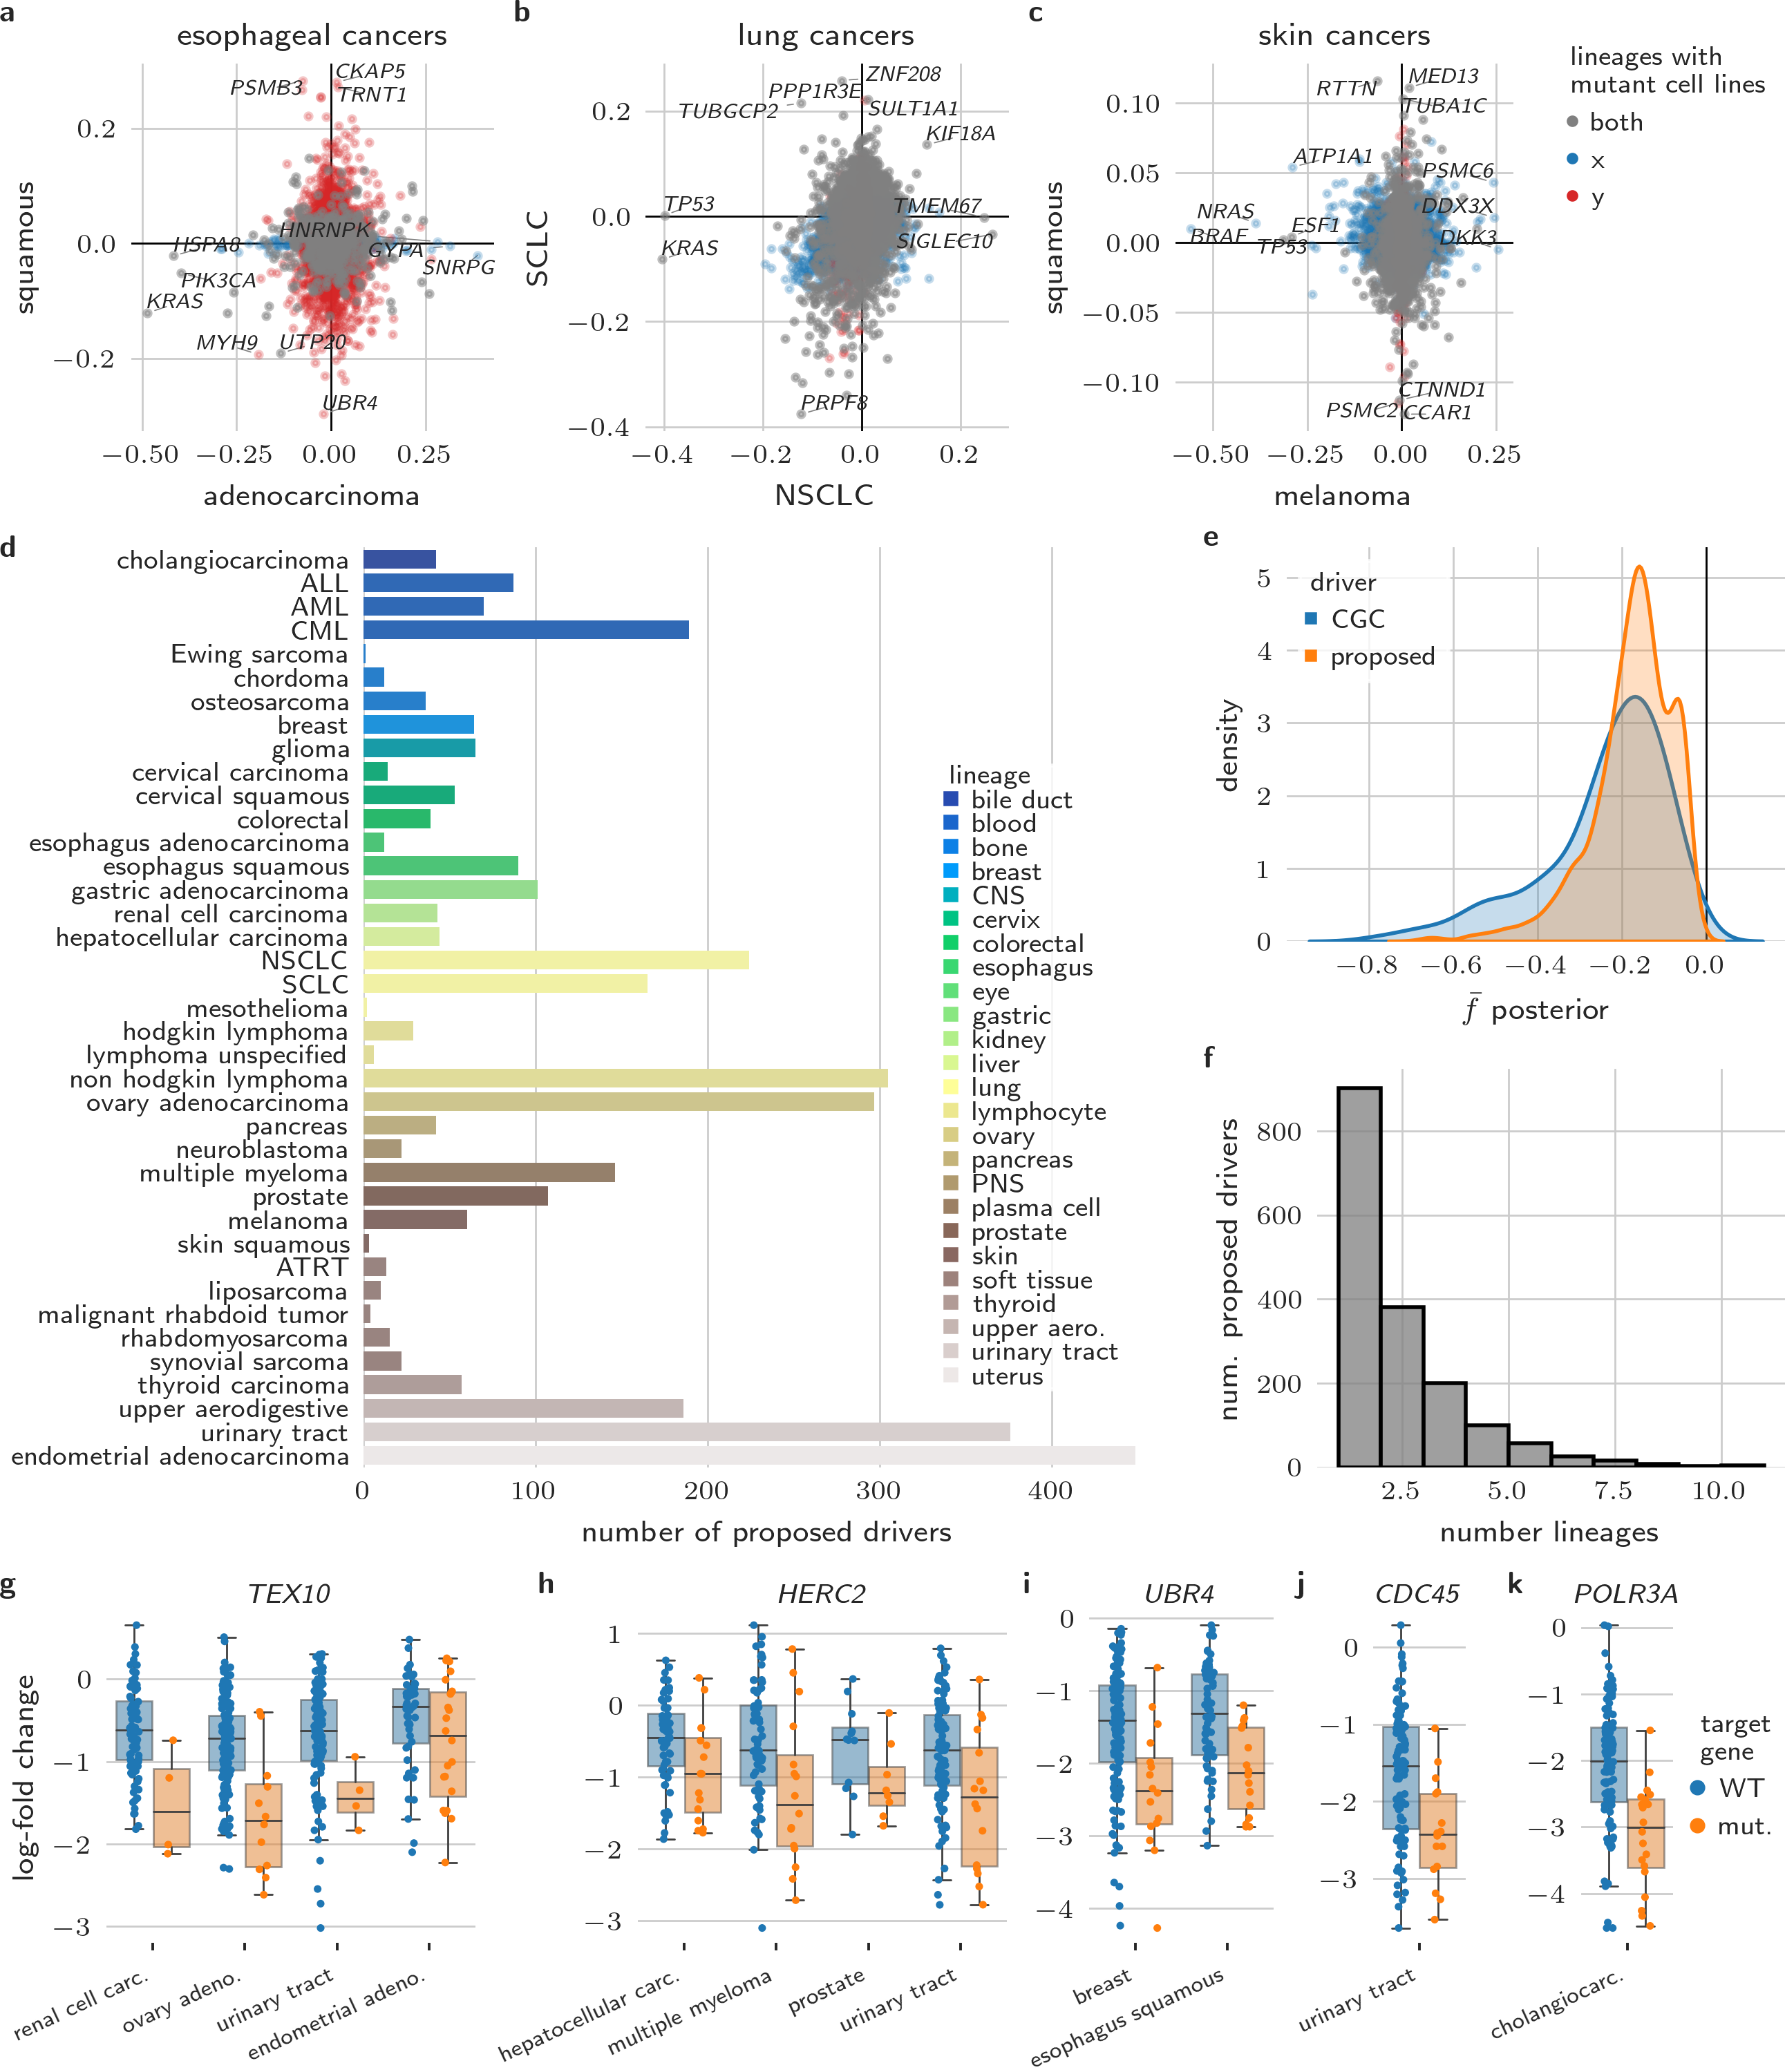 a
esophageal cancers
CKAP5
PSMB3
TRNT1
0.2
HNRNPK
HSPA8
GYPA
0.0
SNRPG
PIK3CA
KRAS
MYH9
UTP20
−0.2
UBR4
squamous
−0.50
−0.25
0.00
0.25
adenocarcinoma
b
lung cancers
ZNF208
PPP1R3E
TUBGCP2
SULT1A1
0.2
KIF18A
TP53
TMEM67
0.0
KRAS
SIGLEC10
−0.2
PRPF8
−0.4
SCLC
−0.4
−0.2
0.0
0.2
NSCLC
c
skin cancers
MED13
RTTN
TUBA1C
0.10
ATP1A1
PSMC6
0.05
NRAS
DDX3X
ESF1
BRAF
TP53
DKK3
0.00
−0.05
−0.10
CTNND1
PSMC2
CCAR1
squamous
−0.50
−0.25
0.00
0.25
melanoma
lineages with
mutant cell lines
both
x
y
d
cholangiocarcinoma
ALL
AML
CML
Ewing sarcoma
chordoma
osteosarcoma
breast
glioma
cervical carcinoma
cervical squamous
colorectal
esophagus adenocarcinoma
esophagus squamous
gastric adenocarcinoma
renal cell carcinoma
hepatocellular carcinoma
NSCLC
SCLC
mesothelioma
hodgkin lymphoma
lymphoma unspecified
non hodgkin lymphoma
ovary adenocarcinoma
pancreas
neuroblastoma
multiple myeloma
prostate
melanoma
skin squamous
ATRT
liposarcoma
malignant rhabdoid tumor
rhabdomyosarcoma
synovial sarcoma
thyroid carcinoma
upper aerodigestive
urinary tract
endometrial adenocarcinoma
0
100
200
300
400
number of proposed drivers
lineage
bile duct
blood
bone
breast
CNS
cervix
colorectal
esophagus
eye
gastric
kidney
liver
lung
lymphocyte
ovary
pancreas
PNS
plasma cell
prostate
skin
soft tissue
thyroid
upper aero.
urinary tract
uterus
e
driver
CGC
proposed
5
4
3
2
1
0
density
−0.8
−0.6
−0.4
−0.2
0.0
f̄ posterior
f
800
600
400
200
0
num. proposed drivers
2.5
5.0
7.5
10.0
number lineages
g
TEX10
0
−1
−2
−3
log-fold change
renal cell carc.
ovary adeno.
urinary tract
endometrial adeno.
h
HERC2
1
0
−1
−2
−3
hepatocellular carc.
multiple myeloma
prostate
urinary tract
i
UBR4
0
−1
−2
−3
−4
breast
esophagus squamous
j
CDC45
0
−1
−2
−3
urinary tract
k
POLR3A
0
−1
−2
−3
−4
cholangiocarc.
target
gene
WT
mut.